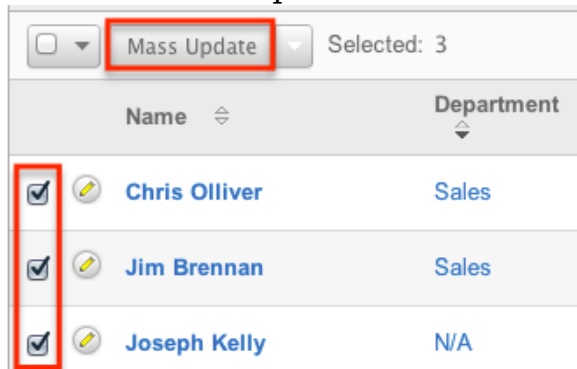 Mass Update Selected: 3
Name Department
Chris Olliver Sales
Jim Brennan Sales
Joseph Kelly N/A